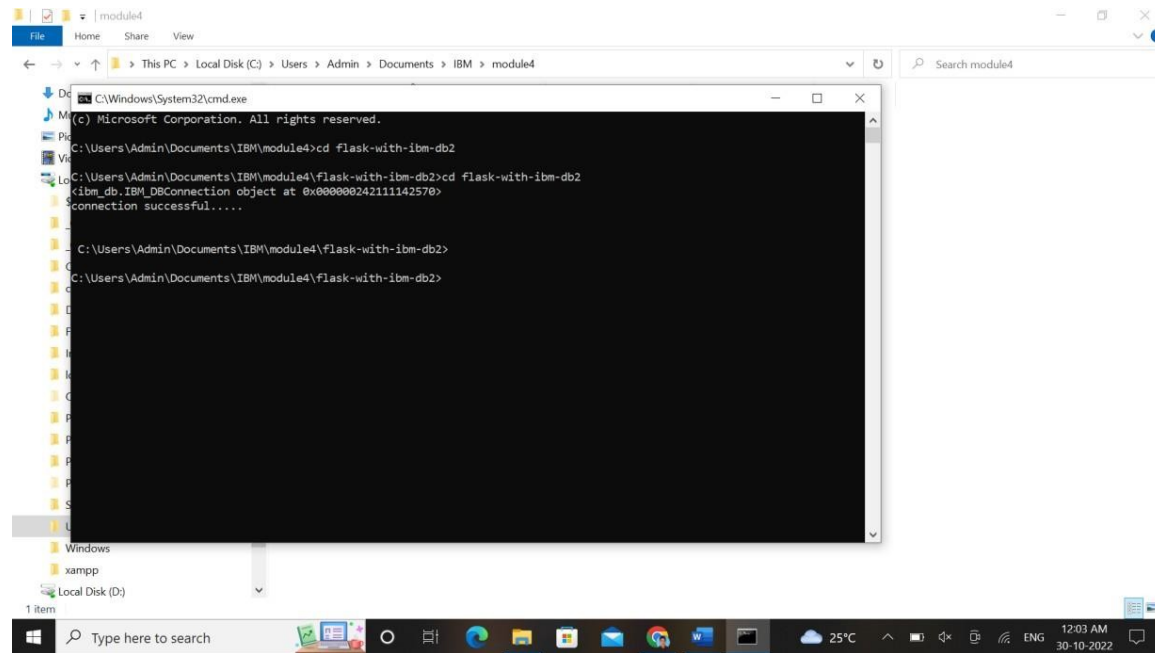 module4
File Home Share View
This PC > Local Disk (C:) > Users > Admin > Documents > IBM > module4
Search module4
C:\Windows\System32\cmd.exe
(c) Microsoft Corporation. All rights reserved.
C:\Users\Admin\Documents\IBM\module4>cd flask-with-ibm-db2
C:\Users\Admin\Documents\IBM\module4\flask-with-ibm-db2>cd flask-with-ibm-db2
<ibm_db.IBM_DBConnection object at 0x000000242111142570>
connection successful.....
C:\Users\Admin\Documents\IBM\module4\flask-with-ibm-db2>
C:\Users\Admin\Documents\IBM\module4\flask-with-ibm-db2>
Windows
xampp
Local Disk (D:)
1 item
Type here to search
25°C
ENG
12:03 AM
30-10-2022